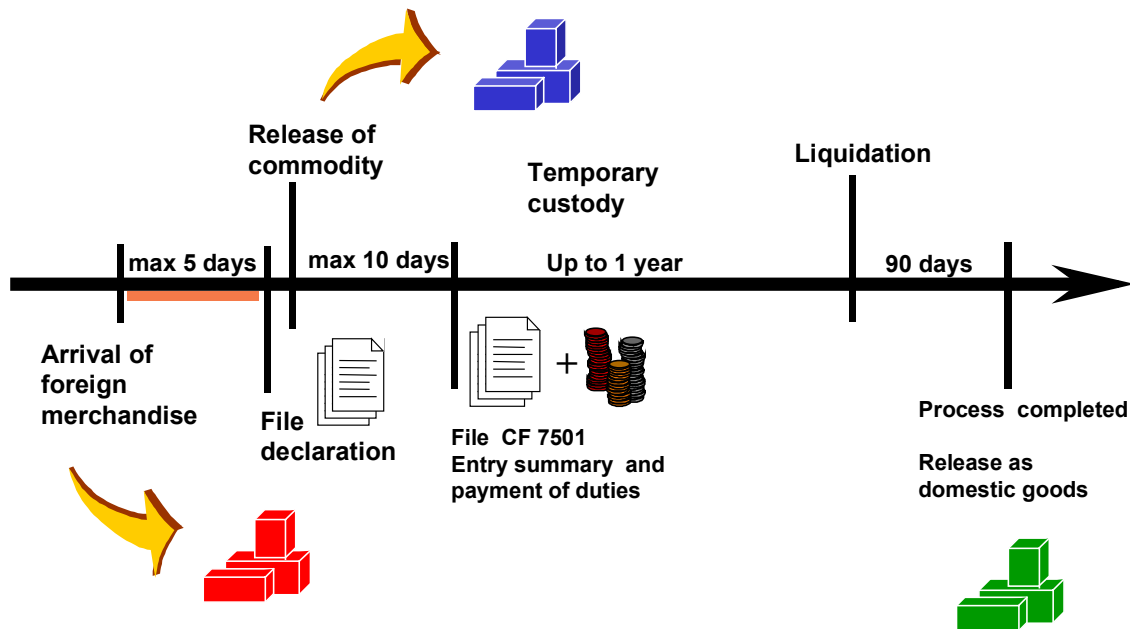 Release of
commodity
Liquidation
Temporary
custody
max 5 days
max 10 days
Up to 1 year
90 days
Arrival of
foreign
merchandise
File
declaration
+
File CF 7501
Entry summary and
payment of duties
Process completed
Release as
domestic goods